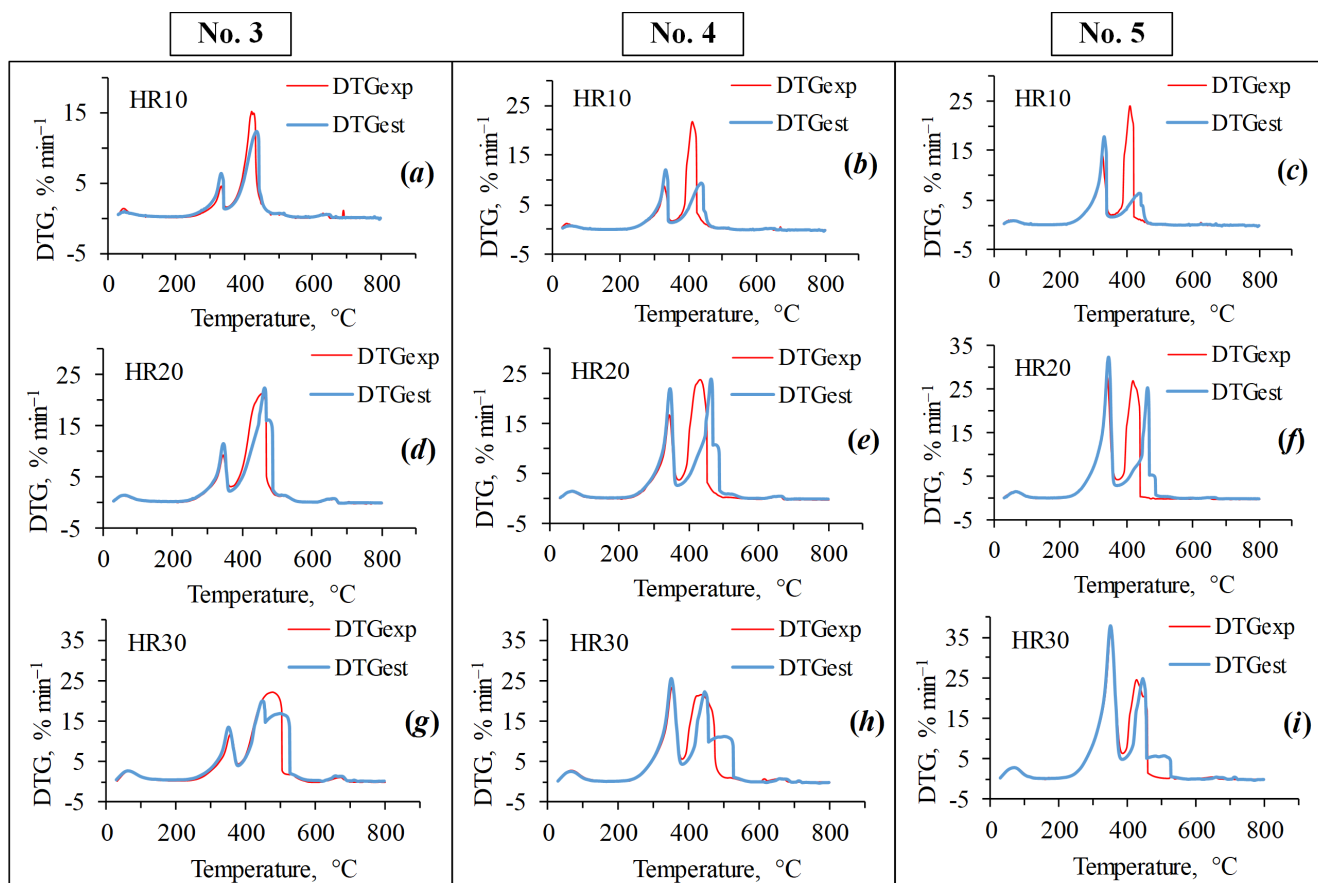 No. 3
No. 4
No. 5
HR10
DTGexp
DTGest
15
5
-5
0 200 400 600 800
DTG, % min⁻¹
Temperature, °C
(a)
HR10
DTGexp
DTGest
25
15
5
-5
0 200 400 600 800
DTG, % min⁻¹
Temperature, °C
(b)
HR10
DTGexp
DTGest
25
15
5
-5
0 200 400 600 800
DTG, % min⁻¹
Temperature, °C
(c)
HR20
DTGexp
DTGest
25
15
5
-5
0 200 400 600 800
DTG, % min⁻¹
Temperature, °C
(d)
HR20
DTGexp
DTGest
25
15
5
-5
0 200 400 600 800
DTG, % min⁻¹
Temperature, °C
(e)
HR20
DTGexp
DTGest
35
25
15
5
-5
0 200 400 600 800
DTG, % min⁻¹
Temperature, °C
(f)
HR30
DTGexp
DTGest
35
25
15
5
-5
0 200 400 600 800
DTG, % min⁻¹
Temperature, °C
(g)
HR30
DTGexp
DTGest
35
25
15
5
-5
0 200 400 600 800
DTG, % min⁻¹
Temperature, °C
(h)
HR30
DTGexp
DTGest
35
25
15
5
-5
0 200 400 600 800
DTG, % min⁻¹
Temperature, °C
(i)